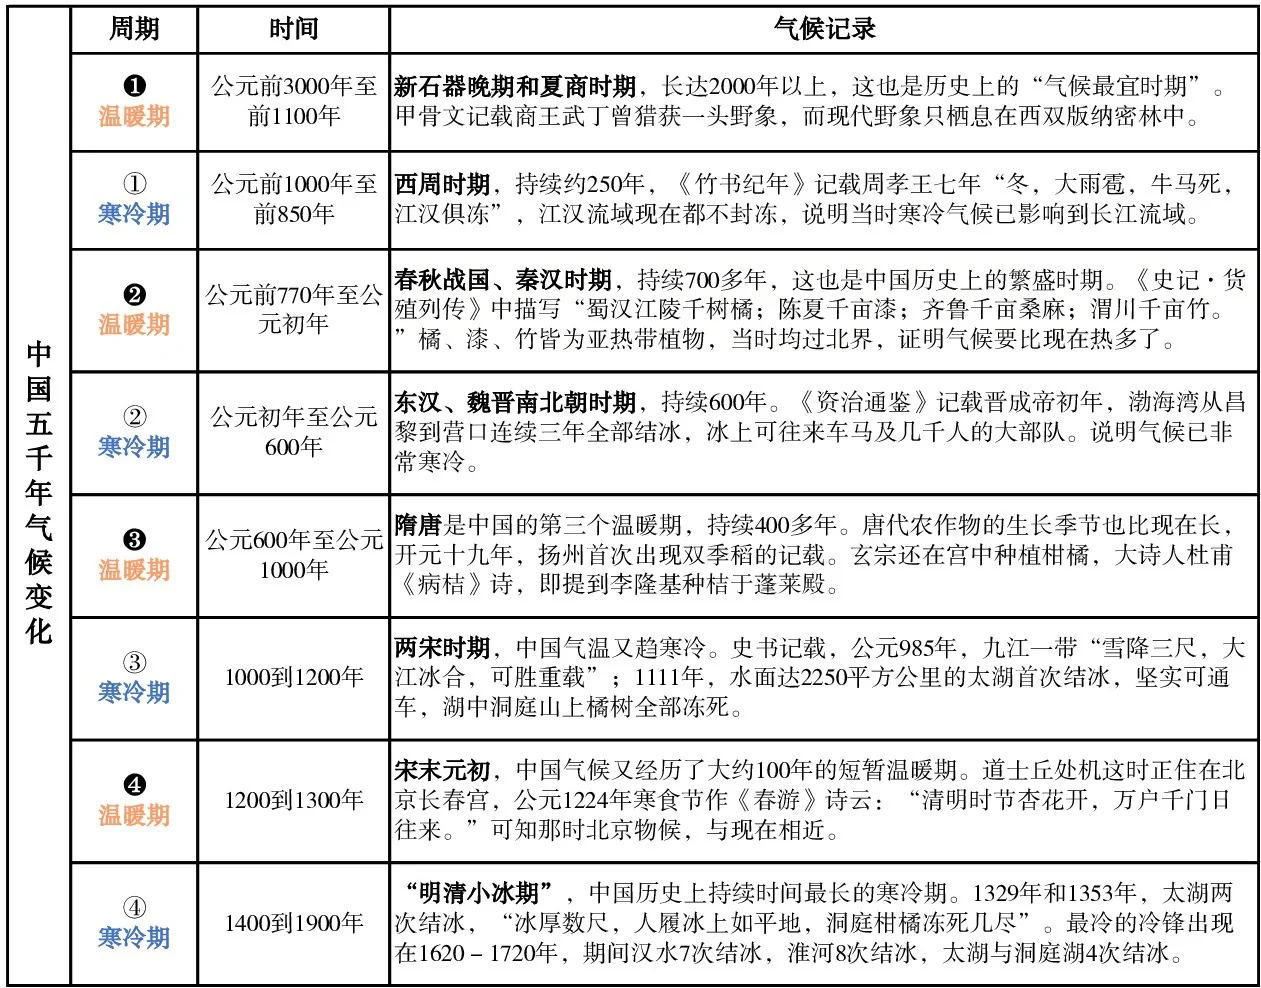 中国五千年气候变化
周期
时间
气候记录
❶
温暖期
公元前3000年至
前1100年
新石器晚期和夏商时期，长达2000年以上，这也是历史上的“气候最宜时期”。
甲骨文记载商王武丁曾猎获一头野象，而现代野象只栖息在西双版纳密林中。
①
寒冷期
公元前1000年至
前850年
西周时期，持续约250年，《竹书纪年》记载周孝王七年“冬，大雨雹，牛马死，
江汉俱冻”，江汉流域现在都不封冻，说明当时寒冷气候已影响到长江流域。
❷
温暖期
公元前770年至公
元初年
春秋战国、秦汉时期，持续700多年，这也是中国历史上的繁盛时期。《史记·货
殖列传》中描写“蜀汉江陵千树橘；陈夏千亩漆；齐鲁千亩桑麻；渭川千亩竹。
”橘、漆、竹皆为亚热带植物，当时均过北界，证明气候要比现在热多了。
②
寒冷期
公元初年至公元
600年
东汉、魏晋南北朝时期，持续600年。《资治通鉴》记载晋成帝初年，渤海湾从昌
黎到营口连续三年全部结冰，冰上可往来车马及几千人的大部队。说明气候已非
常寒冷。
❸
温暖期
公元600年至公元
1000年
隋唐是中国的第三个温暖期，持续400多年。唐代农作物的生长季节也比现在长，
开元十九年，扬州首次出现双季稻的记载。玄宗还在宫中种植柑橘，大诗人杜甫
《病桔》诗，即提到李隆基种桔于蓬莱殿。
③
寒冷期
1000到1200年
两宋时期，中国气温又趋寒冷。史书记载，公元985年，九江一带“雪降三尺，大
江冰合，可胜重载”；1111年，水面达2250平方公里的太湖首次结冰，坚实可通
车，湖中洞庭山上橘树全部冻死。
❹
温暖期
1200到1300年
宋末元初，中国气候又经历了大约100年的短暂温暖期。道士丘处机这时正住在北
京长春宫，公元1224年寒食节作《春游》诗云：“清明时节杏花开，万户千门日
往来。”可知那时北京物候，与现在相近。
④
寒冷期
1400到1900年
“明清小冰期”，中国历史上持续时间最长的寒冷期。1329年和1353年，太湖两
次结冰，“冰厚数尺，人履冰上如平地，洞庭柑橘冻死几尽”。最冷的冷锋出现
在1620－1720年，期间汉水7次结冰，淮河8次结冰，太湖与洞庭湖4次结冰。